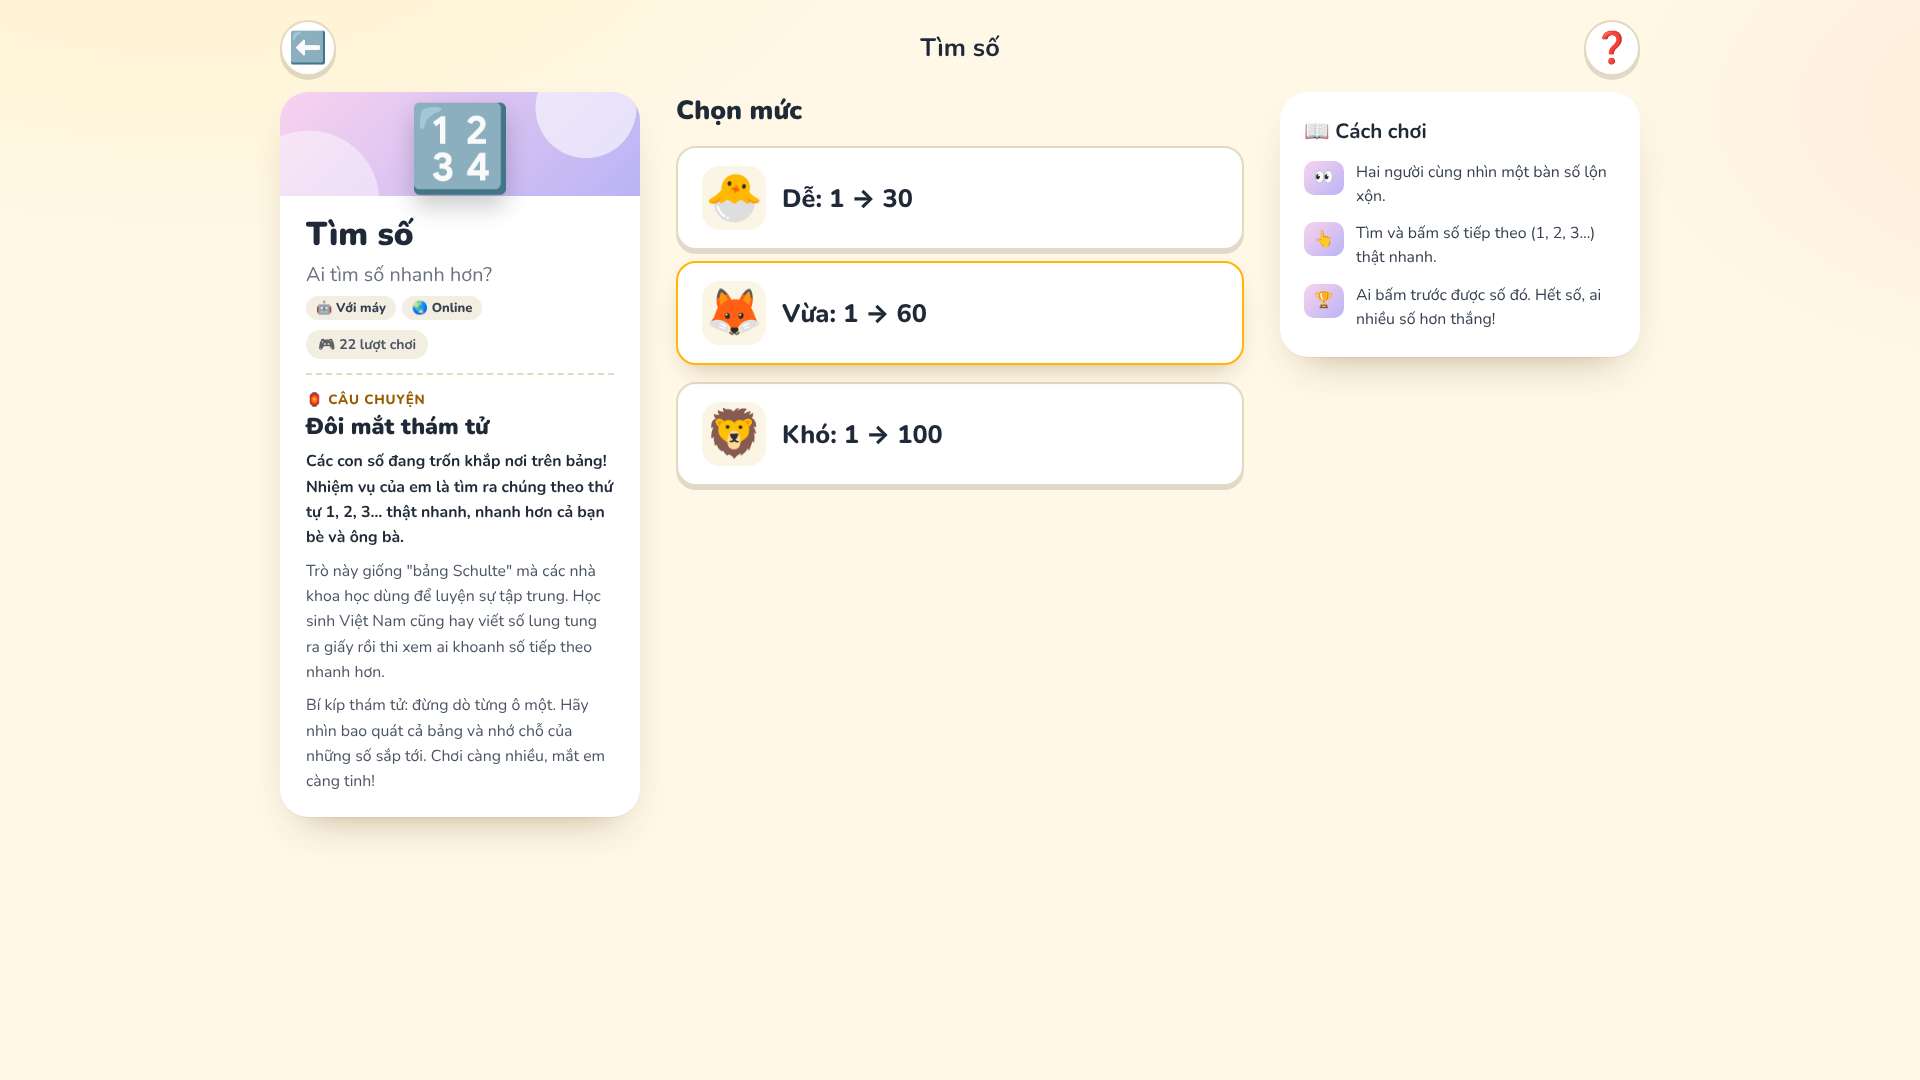 Tìm số
1 2
3 4
Tìm số
Ai tìm số nhanh hơn?
Với máy
Online
22 lượt chơi
CÂU CHUYỆN
Đôi mắt thám tử
Các con số đang trốn khắp nơi trên bảng!
Nhiệm vụ của em là tìm ra chúng theo thứ
tự 1, 2, 3... thật nhanh, nhanh hơn cả bạn
bè và ông bà.
Trò này giống "bảng Schulte" mà các nhà
khoa học dùng để luyện sự tập trung. Học
sinh Việt Nam cũng hay viết số lung tung
ra giấy rồi thi xem ai khoanh số tiếp theo
nhanh hơn.
Bí kíp thám tử: đừng dò từng ô một. Hãy
nhìn bao quát cả bảng và nhớ chỗ của
những số sắp tới. Chơi càng nhiều, mắt em
càng tinh!
Chọn mức
Dễ: 1 → 30
Vừa: 1 → 60
Khó: 1 → 100
Cách chơi
Hai người cùng nhìn một bàn số lộn
xộn.
Tìm và bấm số tiếp theo (1, 2, 3...)
thật nhanh.
Ai bấm trước được số đó. Hết số, ai
nhiều số hơn thắng!